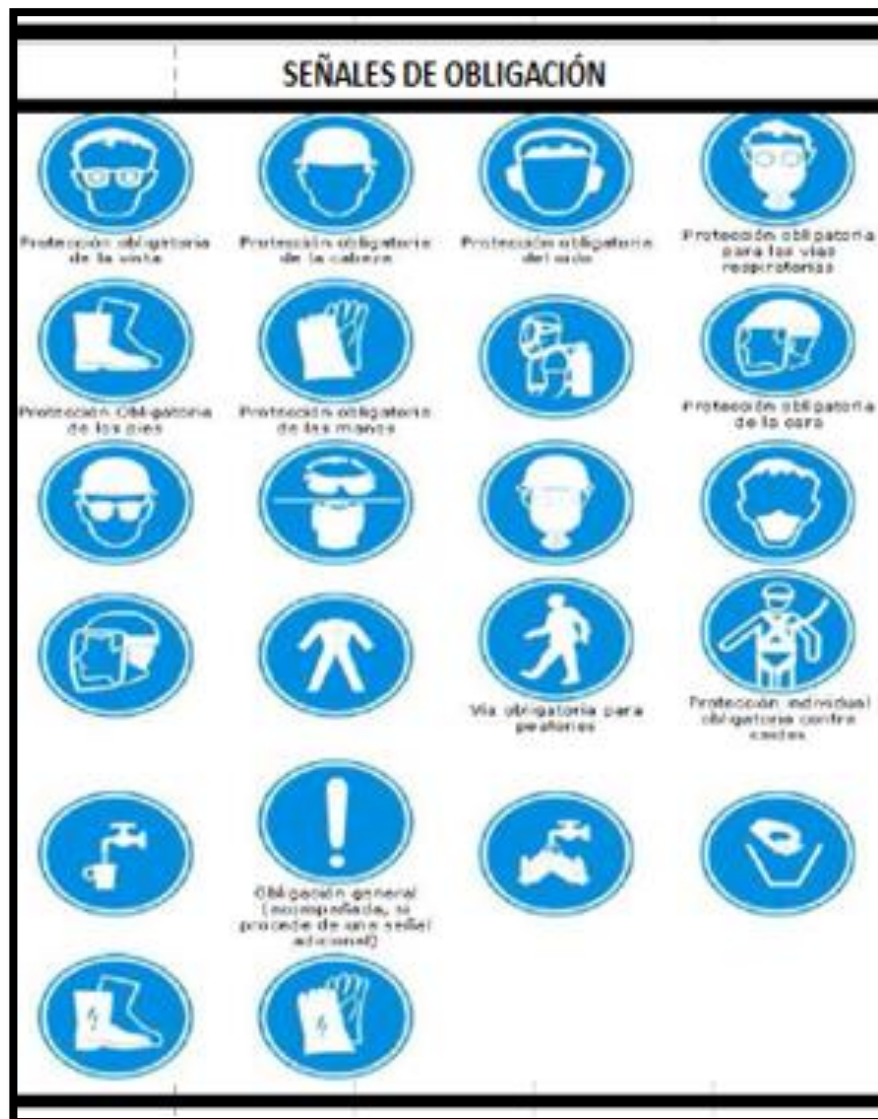 SEÑALES DE OBLIGACIÓN
Protección obligatoria
de la vista
Protección obligatoria
de la cabeza
Protección obligatoria
del oido
Protección obligatoria
para las vías
respiratorias
Protección Obligatoria
de los pies
Protección obligatoria
de las manos
Protección obligatoria
de la cara
Vía obligatoria para
peatones
Protección individual
obligatoria contra
caidas
Obligación general
(acompañada, si
procede de una señal
adicional)